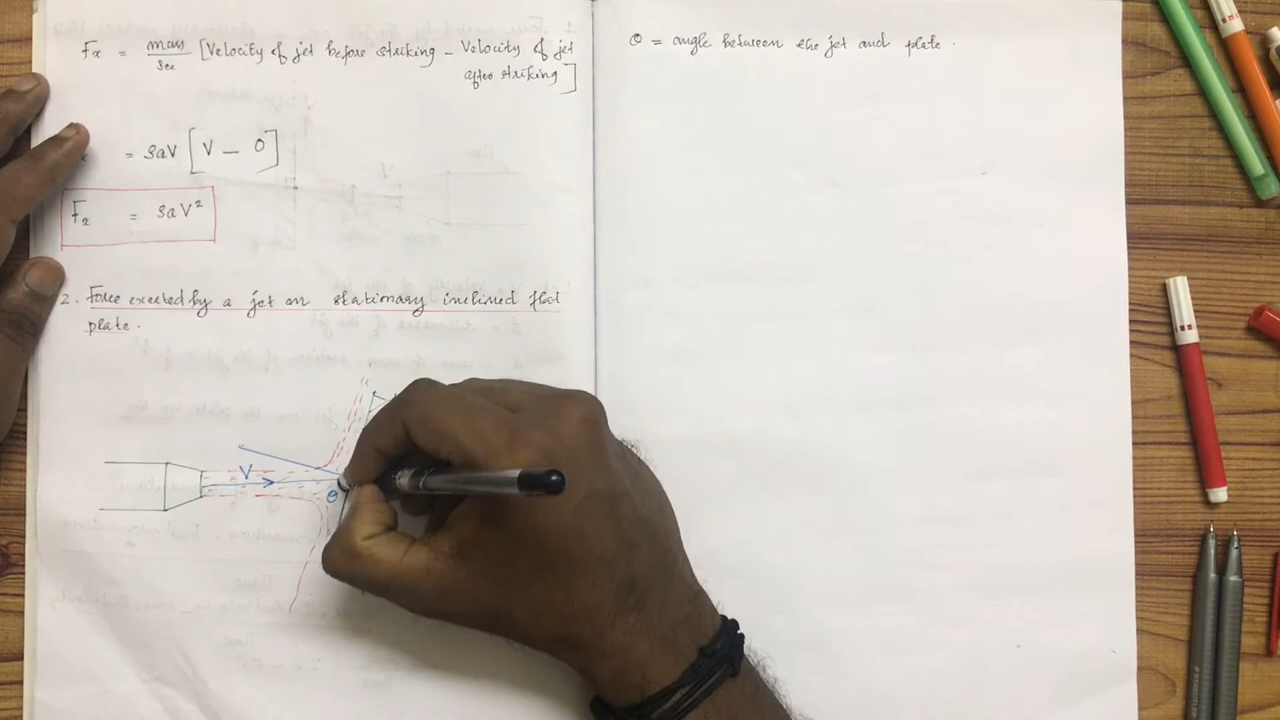 Fx = mass/sec [Velocity of jet before striking - Velocity of jet
after striking]
= ρaV [V - 0]
Fx = ρaV²
2. Force exerted by a jet on stationary inclined flat
plate.
V
θ
θ = angle between the jet and plate.